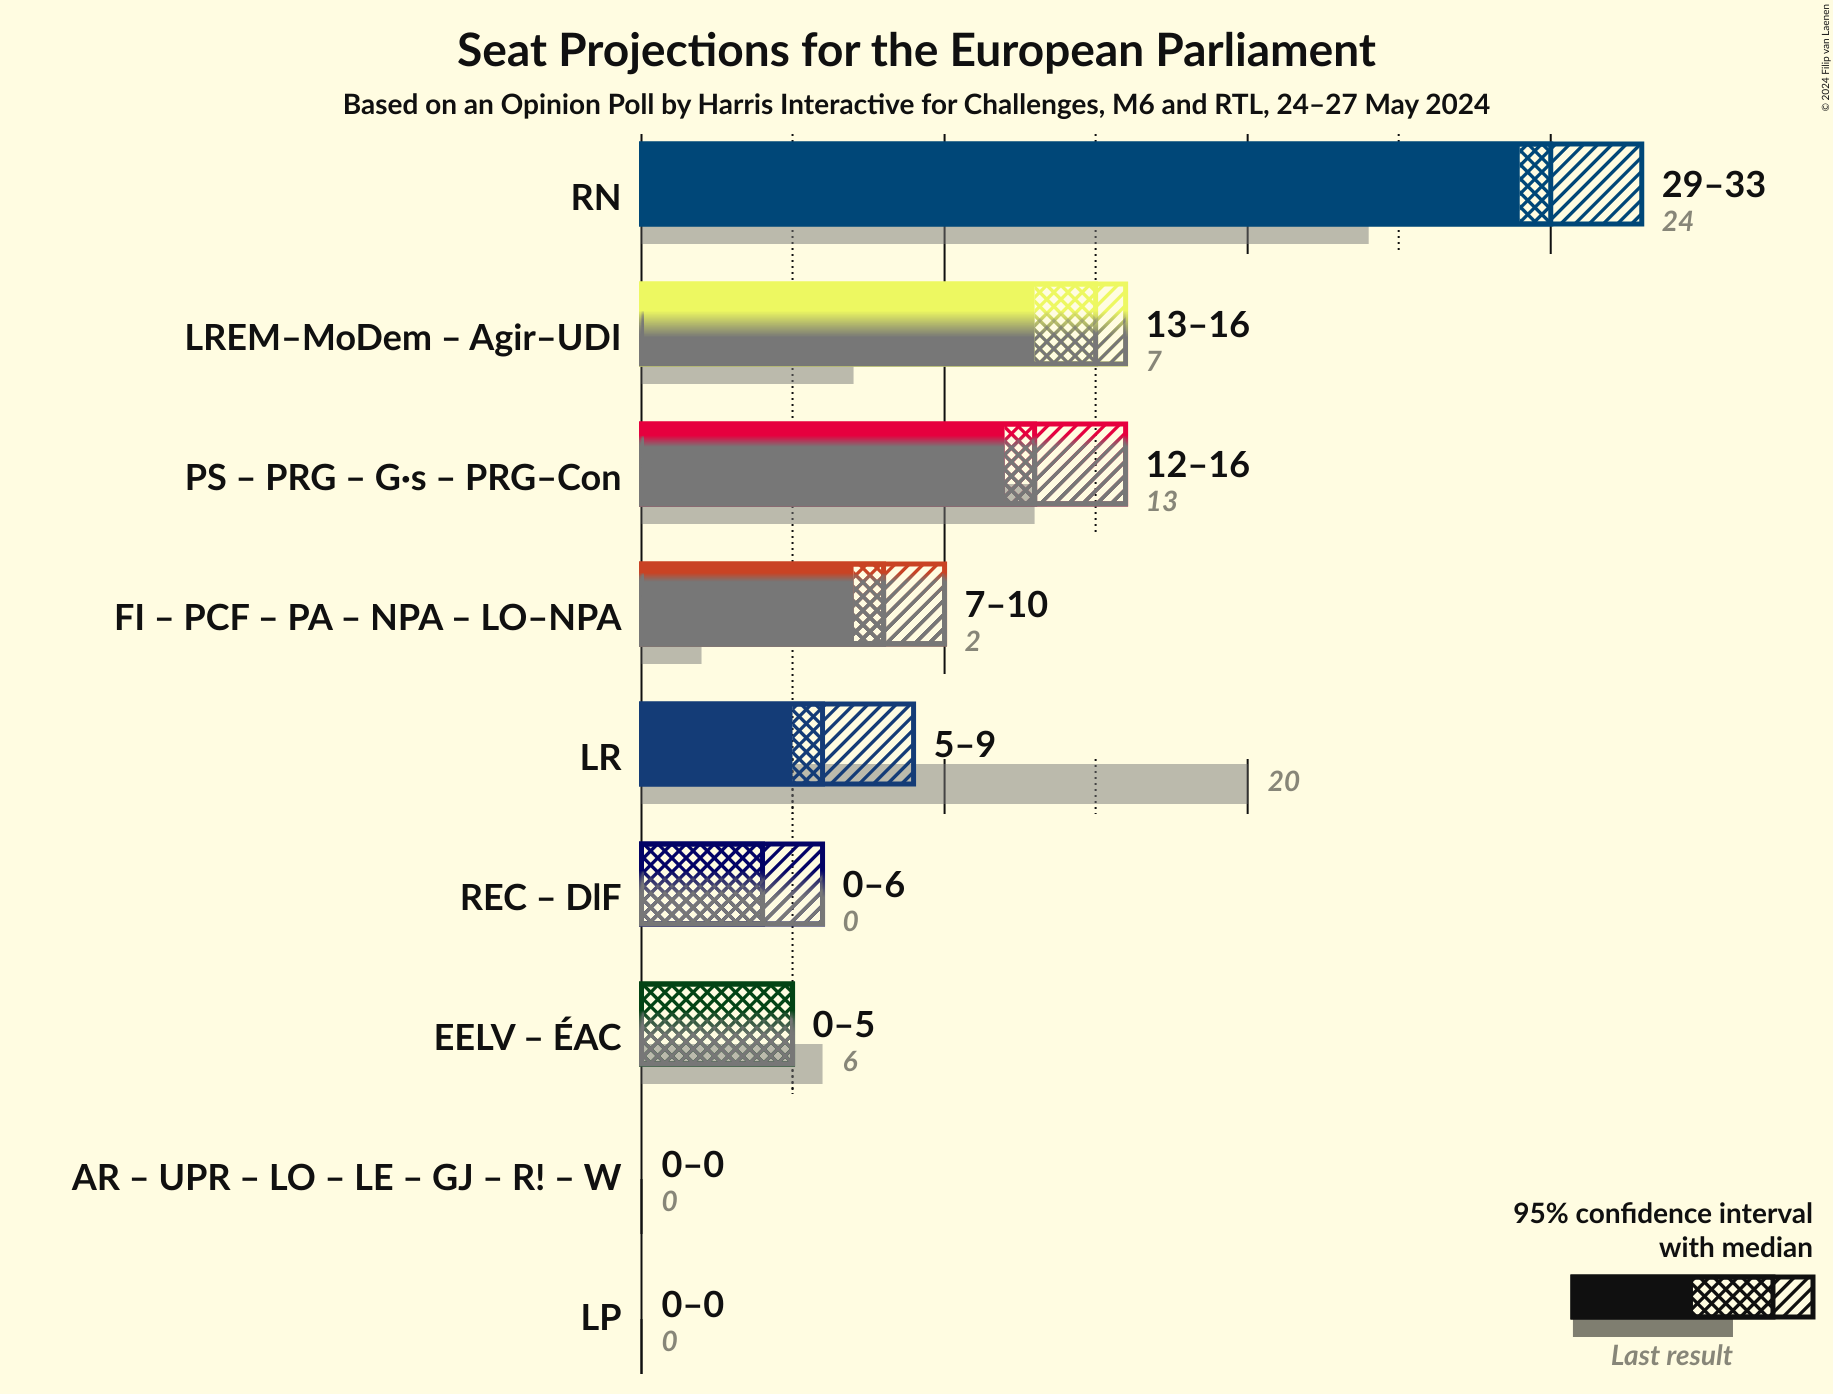 Seat Projections for the European Parliament
Based on an Opinion Poll by Harris Interactive for Challenges, M6 and RTL, 24–27 May 2024
© 2024 Filip van Laenen
RN
29–33
24
LREM–MoDem – Agir–UDI
13–16
7
PS – PRG – G·s – PRG–Con
12–16
13
FI – PCF – PA – NPA – LO–NPA
7–10
2
LR
5–9
20
REC – DlF
0–6
0
EELV – ÉAC
0–5
6
AR – UPR – LO – LE – GJ – R! – W
0–0
0
LP
0–0
0
95% confidence interval
with median
Last result